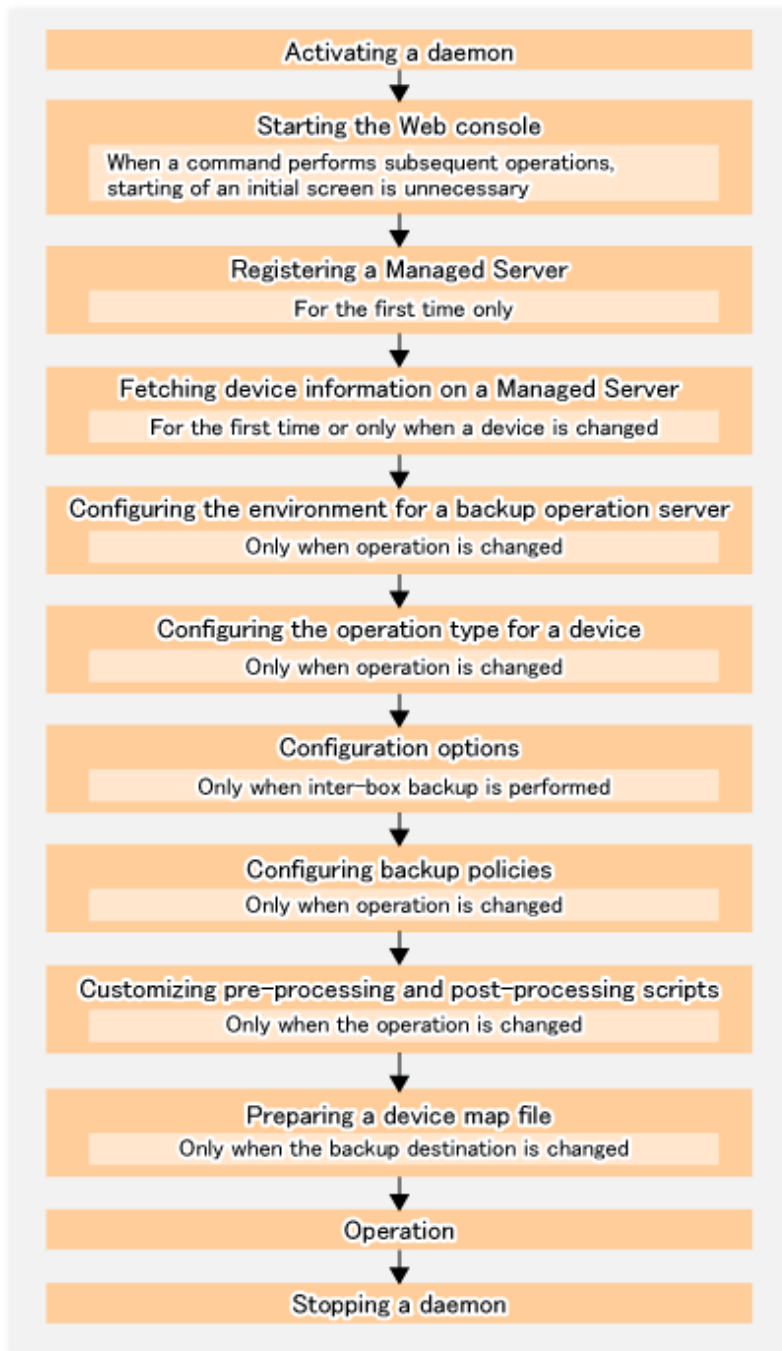 Activating a daemon
Starting the Web console
When a command performs subsequent operations,
starting of an initial screen is unnecessary
Registering a Managed Server
For the first time only
Fetching device information on a Managed Server
For the first time or only when a device is changed
Configuring the environment for a backup operation server
Only when operation is changed
Configuring the operation type for a device
Only when operation is changed
Configuration options
Only when inter-box backup is performed
Configuring backup policies
Only when operation is changed
Customizing pre-processing and post-processing scripts
Only when the operation is changed
Preparing a device map file
Only when the backup destination is changed
Operation
Stopping a daemon